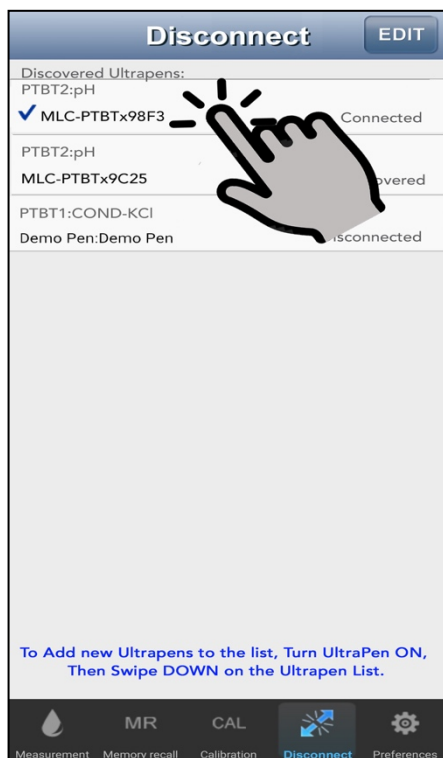 Disconnect
EDIT
Discovered Ultrapens:
PTBT2:pH
MLC-PTBTx98F3
Connected
PTBT2:pH
MLC-PTBTx9C25
PTBT1:COND-KCl
Demo Pen:Demo Pen
To Add new Ultrapens to the list, Turn UltraPen ON,
Then Swipe DOWN on the Ultrapen List.
MR
CAL
Measurement
Memory recall
Calibration
Disconnect
Preferences